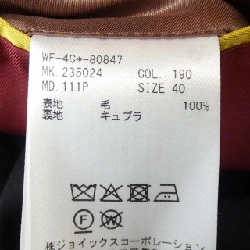 WF-4G*-80847
MK. 235024 COL. 190
MD. 111P SIZE 40
表地 毛 100%
裏地 キュプラ
F W
㈱ジョイックスコーポレーション